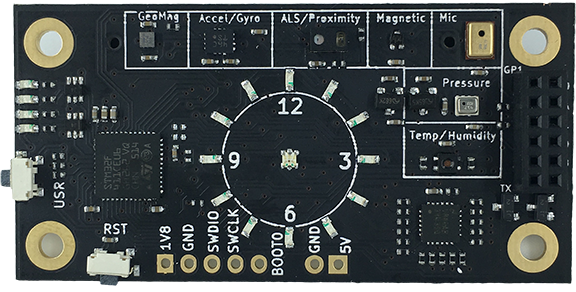 GeoMag
Accel/Gyro
ALS/Proximity
Magnetic
Mic
GP1
Pressure
Temp/Humidity
12
9
3
6
STM32F
USR
RST
TX
1V8
GND
SWDIO
SWCLK
BOOT0
GND
5V